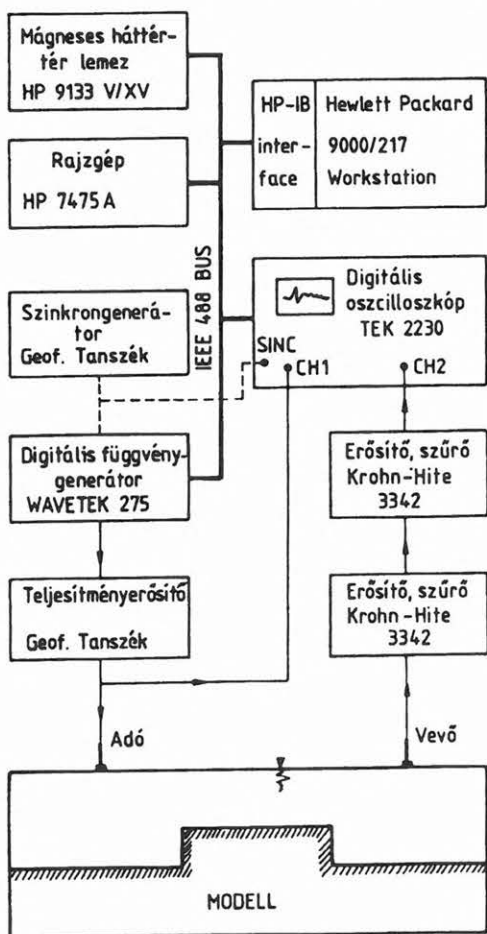 Mágneses háttér-
tér lemez
HP 9133 V/XV
Rajzgép
HP 7475 A
Szinkrongenerá-
tor
Geof. Tanszék
Digitális függvény-
generátor
WAVETEK 275
Teljesítményerősítő
Geof. Tanszék
IEEE 488 BUS
HP-IB
inter-
face
Hewlett Packard
9000/217
Workstation
Digitális
oszcilloszkóp
TEK 2230
SINC
CH1
CH2
Erősítő, szűrő
Krohn-Hite
3342
Erősítő, szűrő
Krohn-Hite
3342
Adó
Vevő
MODELL